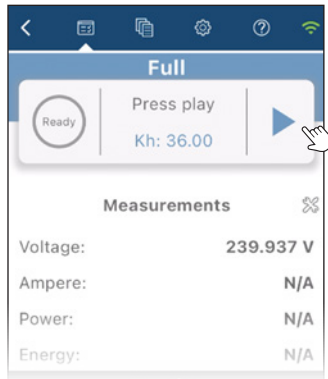 Full
Ready
Press play
Kh: 36.00
Measurements
Voltage: 239.937 V
Ampere: N/A
Power: N/A
Energy: N/A